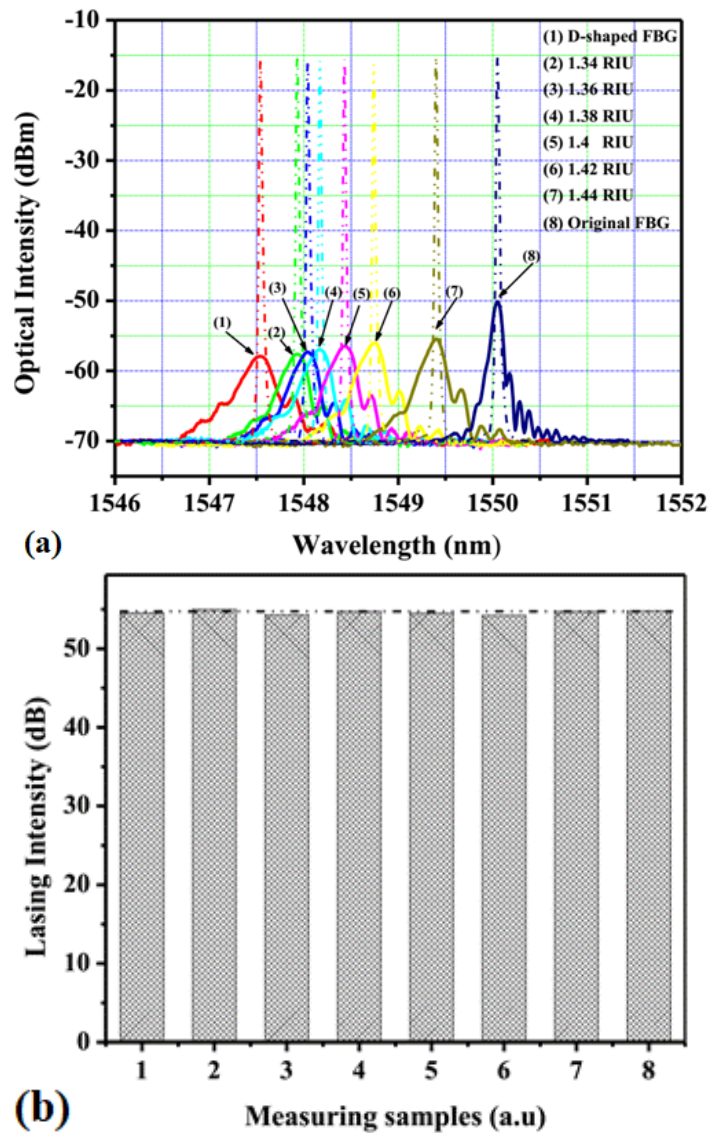 -10
-20
-30
-40
-50
-60
-70
Optical Intensity (dBm)
(1) D-shaped FBG
(2) 1.34 RIU
(3) 1.36 RIU
(4) 1.38 RIU
(5) 1.4 RIU
(6) 1.42 RIU
(7) 1.44 RIU
(8) Original FBG
(1)
(2)
(3)
(4)
(5)
(6)
(7)
(8)
1546 1547 1548 1549 1550 1551 1552
(a)
Wavelength (nm)
50
40
30
20
10
0
Lasing Intensity (dB)
1 2 3 4 5 6 7 8
(b)
Measuring samples (a.u)